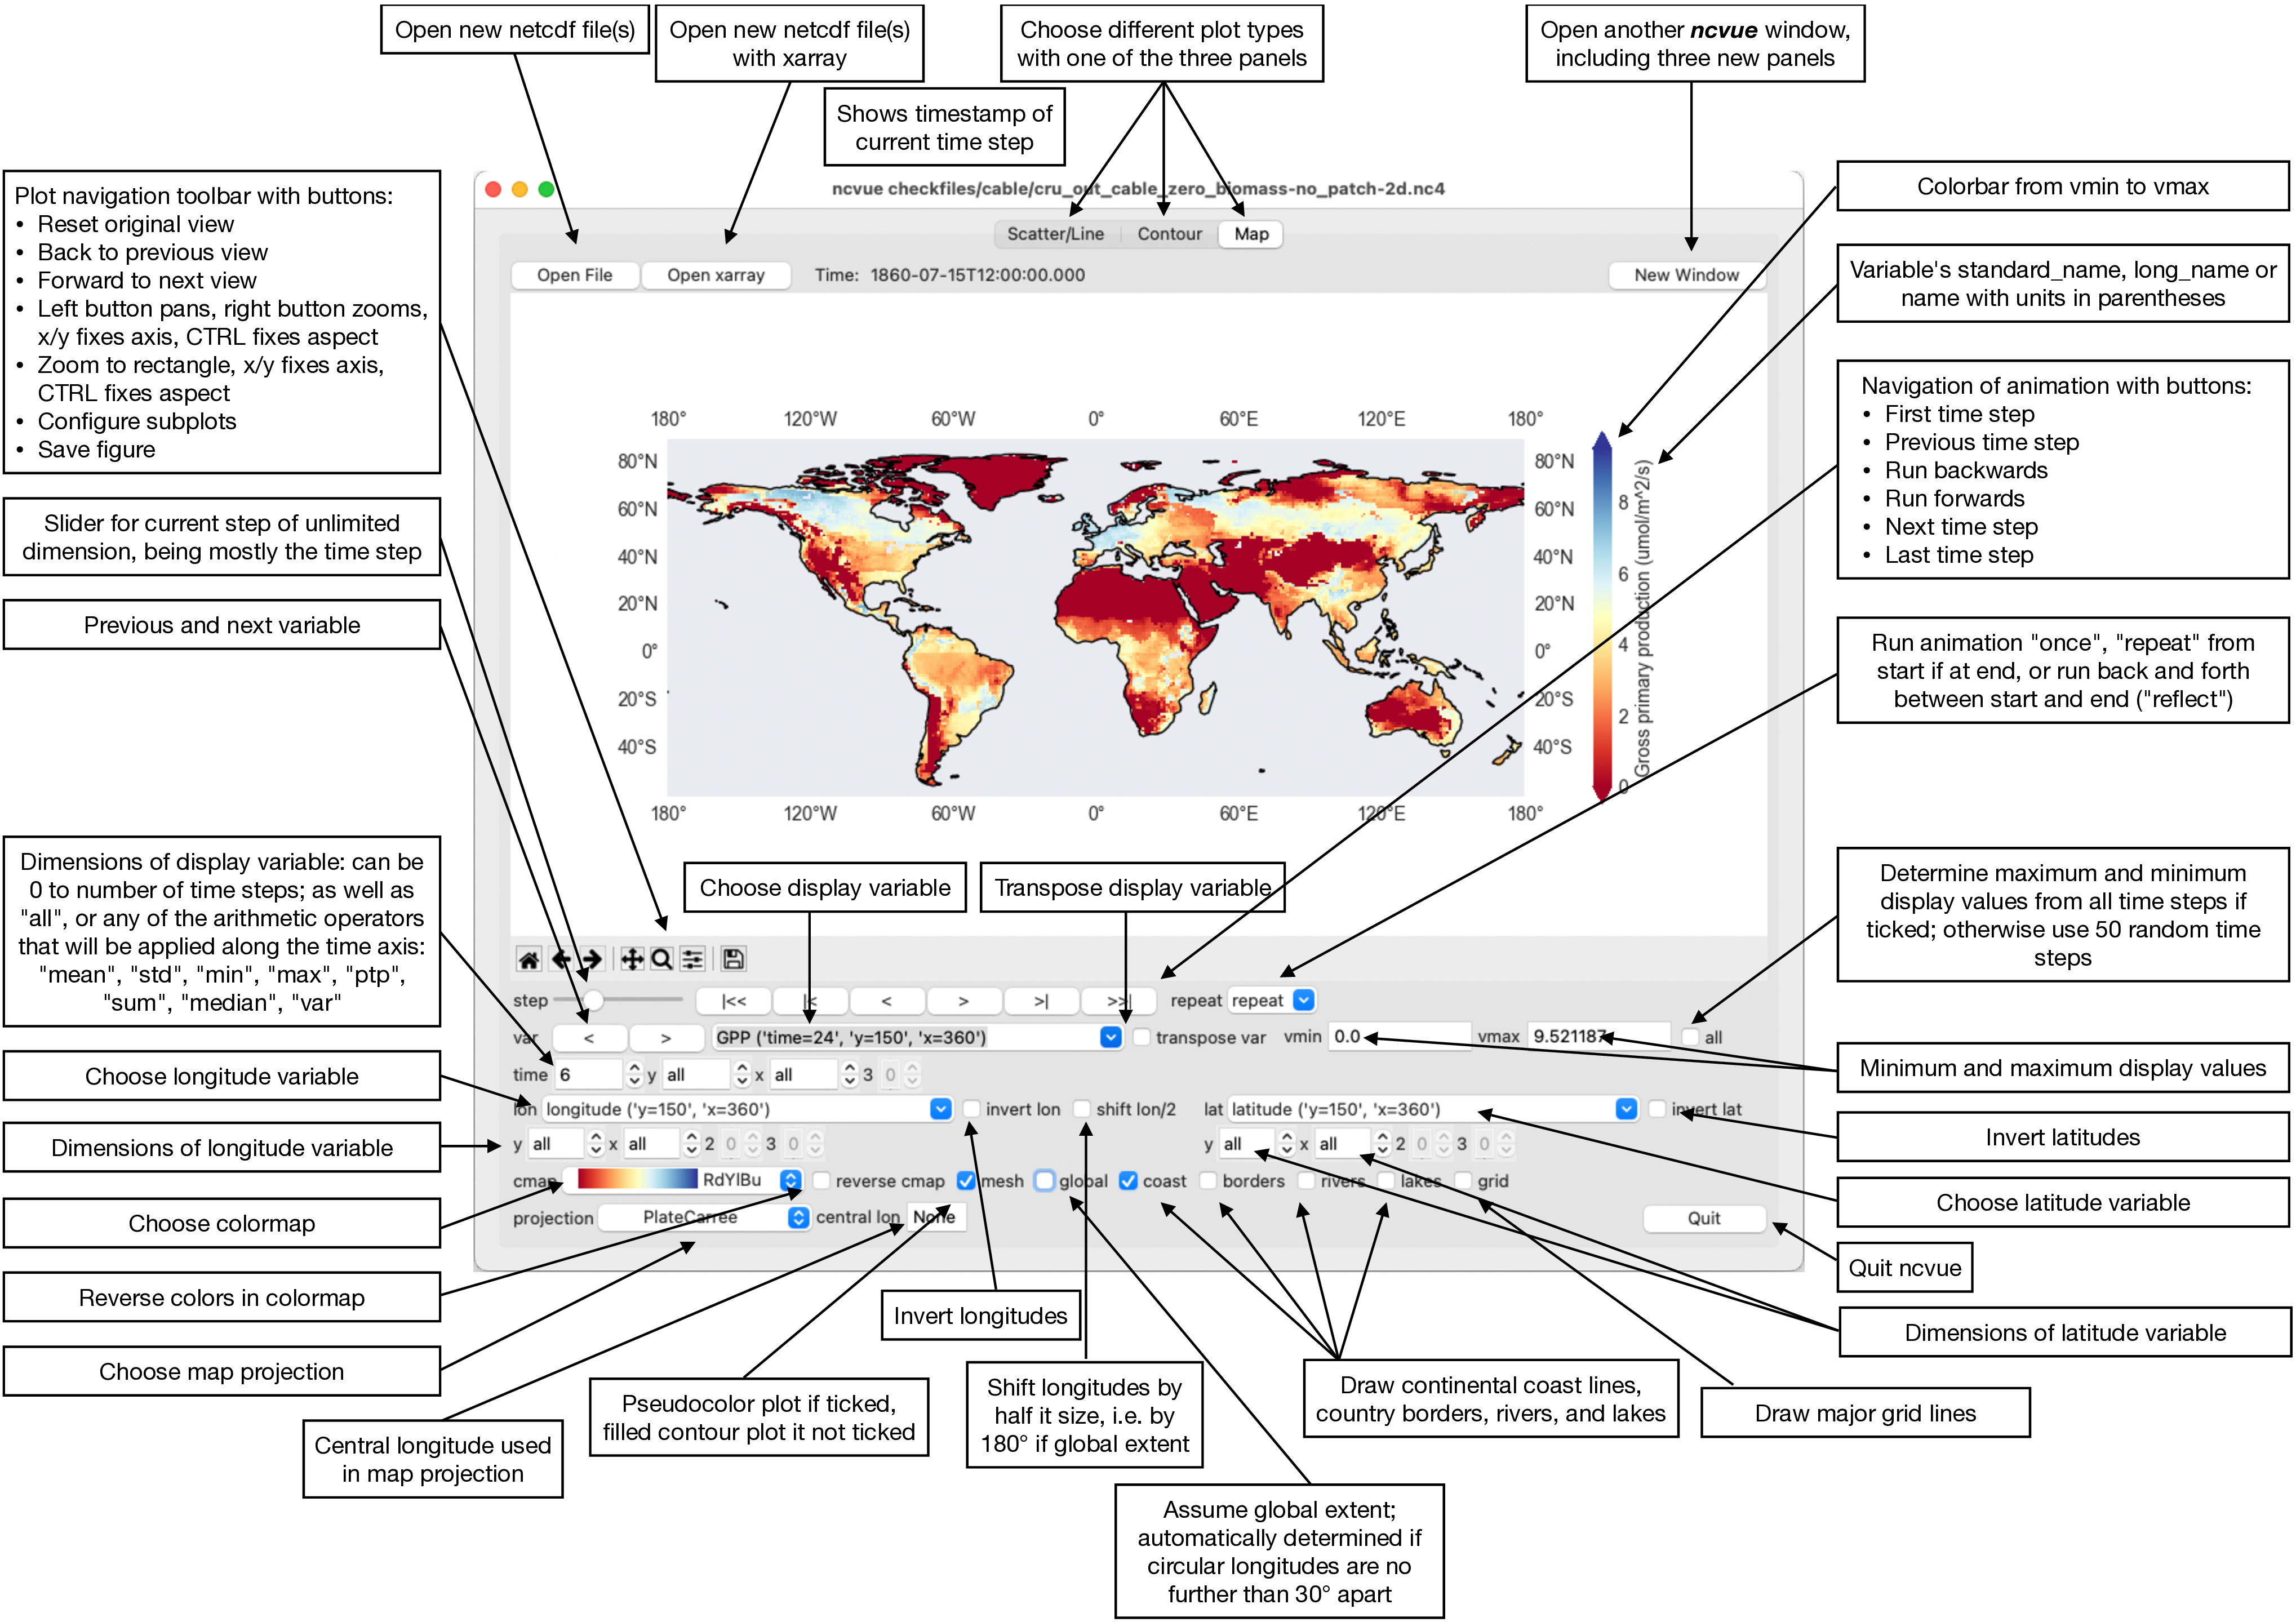 Open new netcdf file(s)
Open new netcdf file(s)
with xarray
Choose different plot types
with one of the three panels
Open another ncvue window,
including three new panels
Shows timestamp of
current time step
Plot navigation toolbar with buttons:
• Reset original view
• Back to previous view
• Forward to next view
• Left button pans, right button zooms,
x/y fixes axis, CTRL fixes aspect
• Zoom to rectangle, x/y fixes axis,
CTRL fixes aspect
• Configure subplots
• Save figure
Slider for current step of unlimited
dimension, being mostly the time step
Previous and next variable
Dimensions of display variable: can be
0 to number of time steps; as well as
"all", or any of the arithmetic operators
that will be applied along the time axis:
"mean", "std", "min", "max", "ptp",
"sum", "median", "var"
Choose longitude variable
Dimensions of longitude variable
Choose colormap
Reverse colors in colormap
Choose map projection
ncvue checkfiles/cable/cru_out_cable_zero_biomass-no_patch-2d.nc4
Scatter/Line Contour Map
Open File Open xarray Time: 1860-07-15T12:00:00.000 New Window
180° 120°W 60°W 0° 60°E 120°E 180°
80°N 80°N
60°N 60°N
40°N 40°N
20°N 20°N
0° 0°
20°S 20°S
40°S 40°S
180° 120°W 60°W 0° 60°E 120°E 180°
8
6
4
2
0
Gross primary production (umol/m^2/s)
Choose display variable
Transpose display variable
step |<< |< < > >| >>| repeat repeat
var < > GPP ('time=24', 'y=150', 'x=360') transpose var vmin 0.0 vmax 9.521187 all
time 6 y all x all 3 0
lon longitude ('y=150', 'x=360') invert lon shift lon/2 lat latitude ('y=150', 'x=360') invert lat
y all x all 2 0 3 0 y all x all 2 0 3 0
cmap RdYlBu reverse cmap mesh global coast borders rivers lakes grid
projection PlateCarree central lon None Quit
Colorbar from vmin to vmax
Variable's standard_name, long_name or
name with units in parentheses
Navigation of animation with buttons:
• First time step
• Previous time step
• Run backwards
• Run forwards
• Next time step
• Last time step
Run animation "once", "repeat" from
start if at end, or run back and forth
between start and end ("reflect")
Determine maximum and minimum
display values from all time steps if
ticked; otherwise use 50 random time
steps
Minimum and maximum display values
Invert latitudes
Choose latitude variable
Quit ncvue
Dimensions of latitude variable
Invert longitudes
Central longitude used
in map projection
Pseudocolor plot if ticked,
filled contour plot it not ticked
Shift longitudes by
half it size, i.e. by
180° if global extent
Draw continental coast lines,
country borders, rivers, and lakes
Draw major grid lines
Assume global extent;
automatically determined if
circular longitudes are no
further than 30° apart